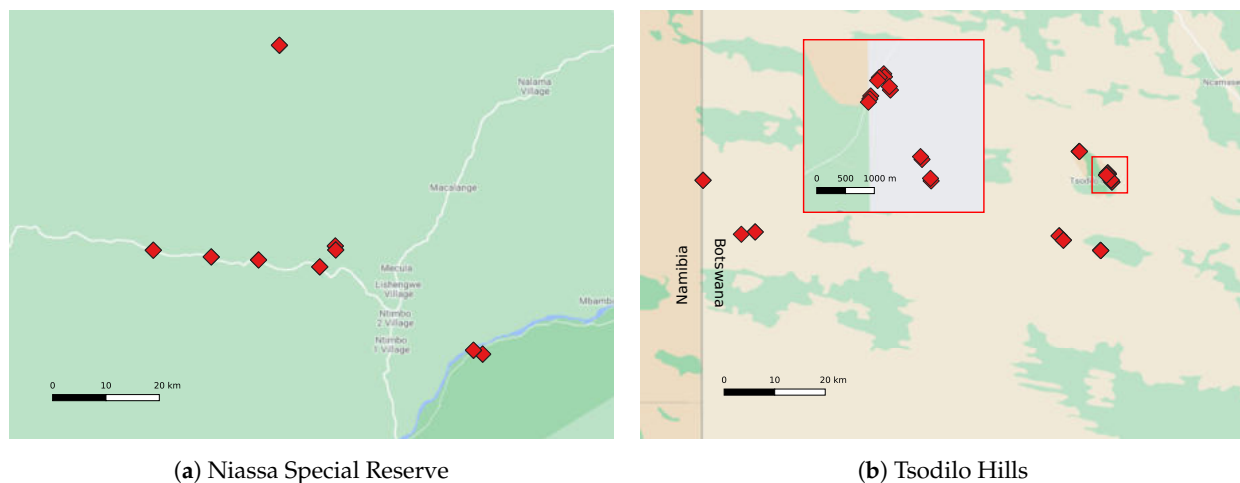 Nalama
Village
Macalange
Mecula
Lishengwe
Village
Ntimbo
2 Village
Ntimbo
1 Village
Mbamba
0 10 20 km
(a) Niassa Special Reserve
Ncamase
0 500 1000 m
Tsodilo
Namibia
Botswana
0 10 20 km
(b) Tsodilo Hills